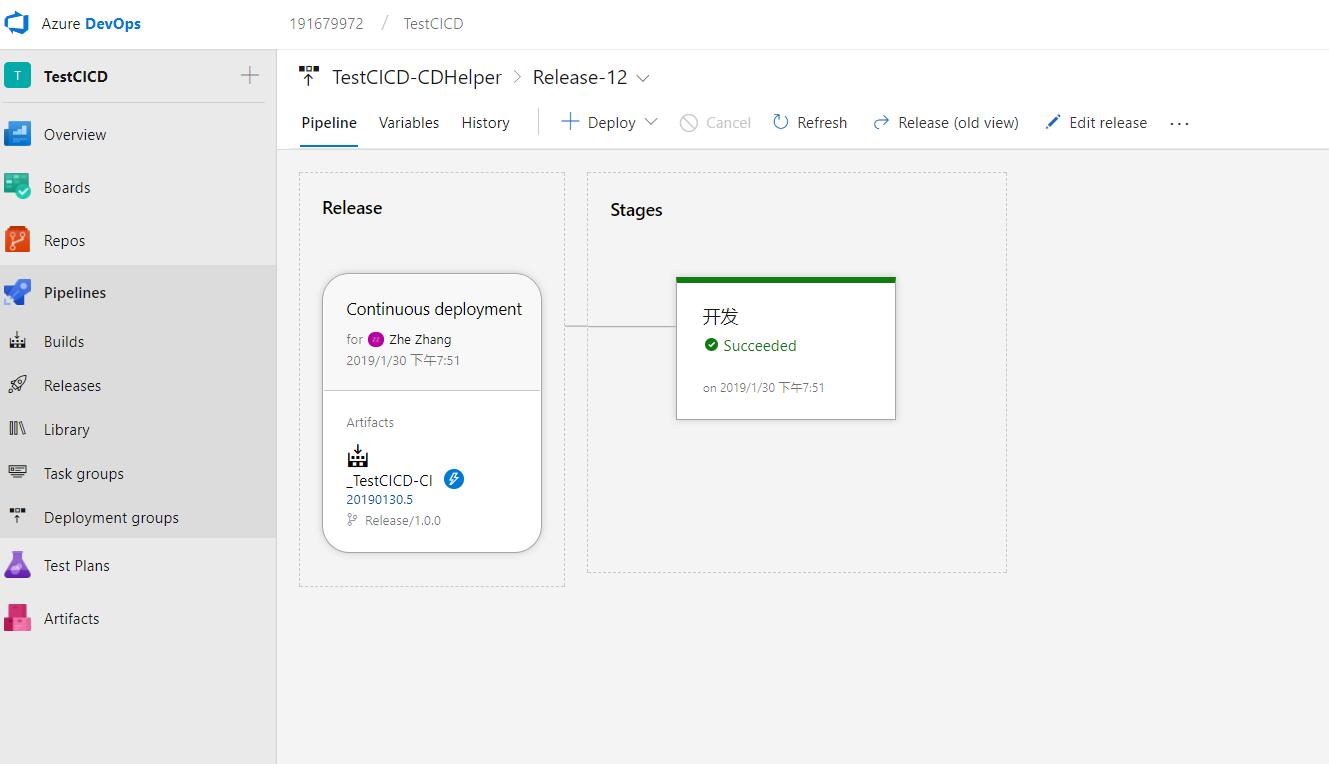 Azure DevOps
191679972 / TestCICD
T TestCICD
Overview
Boards
Repos
Pipelines
Builds
Releases
Library
Task groups
Deployment groups
Test Plans
Artifacts
TestCICD-CDHelper > Release-12
Pipeline Variables History Deploy Cancel Refresh Release (old view) Edit release ...
Release
Continuous deployment
for ZZ Zhe Zhang
2019/1/30 下午7:51
Artifacts
_TestCICD-CI
20190130.5
Release/1.0.0
Stages
开发
Succeeded
on 2019/1/30 下午7:51